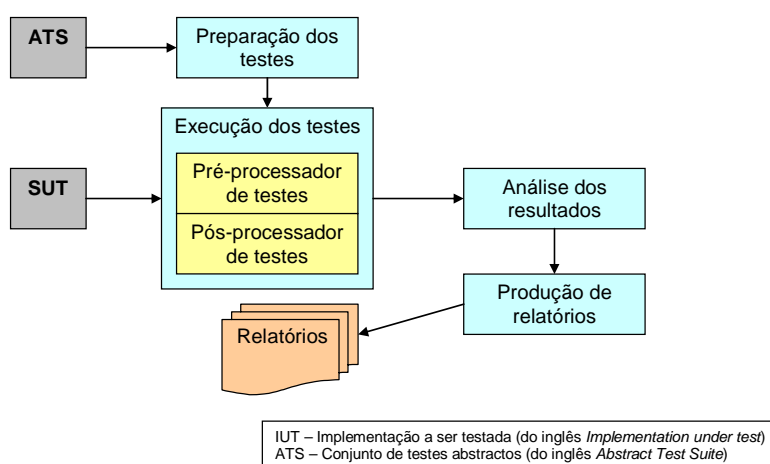 ATS
Preparação dos
testes
Execução dos testes
SUT
Pré-processador
de testes
Pós-processador
de testes
Análise dos
resultados
Produção de
relatórios
Relatórios
IUT – Implementação a ser testada (do inglês Implementation under test)
ATS – Conjunto de testes abstractos (do inglês Abstract Test Suite)